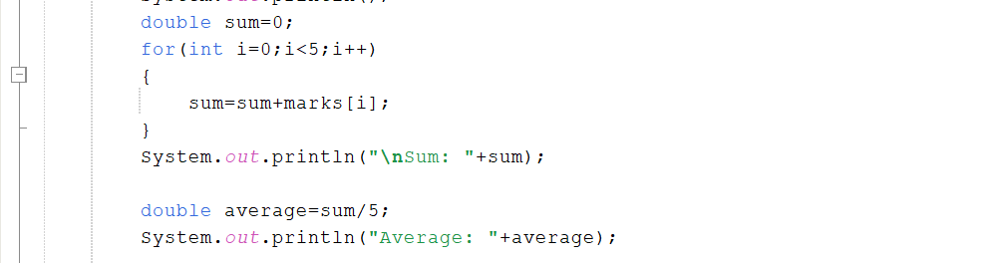 double sum=0;
for(int i=0;i<5;i++)
{
sum=sum+marks[i];
}
System.out.println("\nSum: "+sum);
double average=sum/5;
System.out.println("Average: "+average);